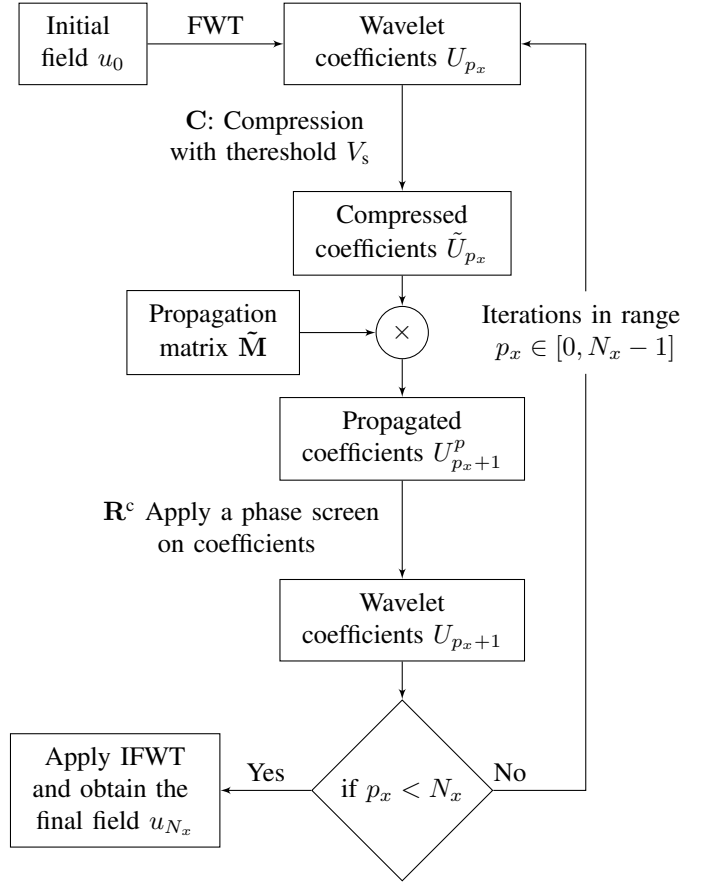 Initial
field u₀
FWT
Wavelet
coefficients U_{p_x}
C: Compression
with thereshold V_s
Compressed
coefficients Ũ_{p_x}
Propagation
matrix M̃
×
Iterations in range
p_x ∈ [0, N_x − 1]
Propagated
coefficients U^p_{p_x+1}
R^c Apply a phase screen
on coefficients
Wavelet
coefficients U_{p_x+1}
Apply IFWT
and obtain the
final field u_{N_x}
Yes
if p_x < N_x
No